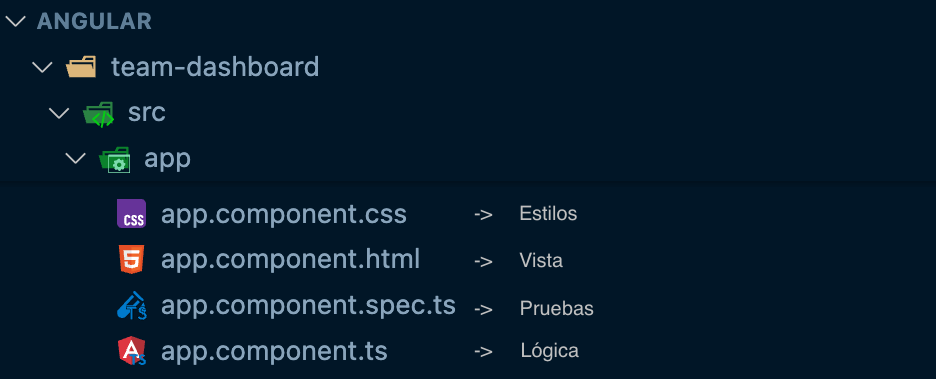 ANGULAR
team-dashboard
src
app
app.component.css -> Estilos
app.component.html -> Vista
app.component.spec.ts -> Pruebas
app.component.ts -> Lógica